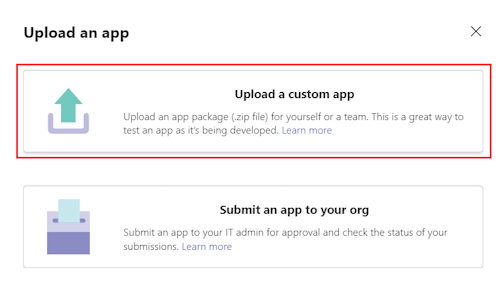 Upload an app
Upload a custom app
Upload an app package (.zip file) for yourself or a team. This is a great way to
test an app as it's being developed. Learn more
Submit an app to your org
Submit an app to your IT admin for approval and check the status of your
submissions. Learn more